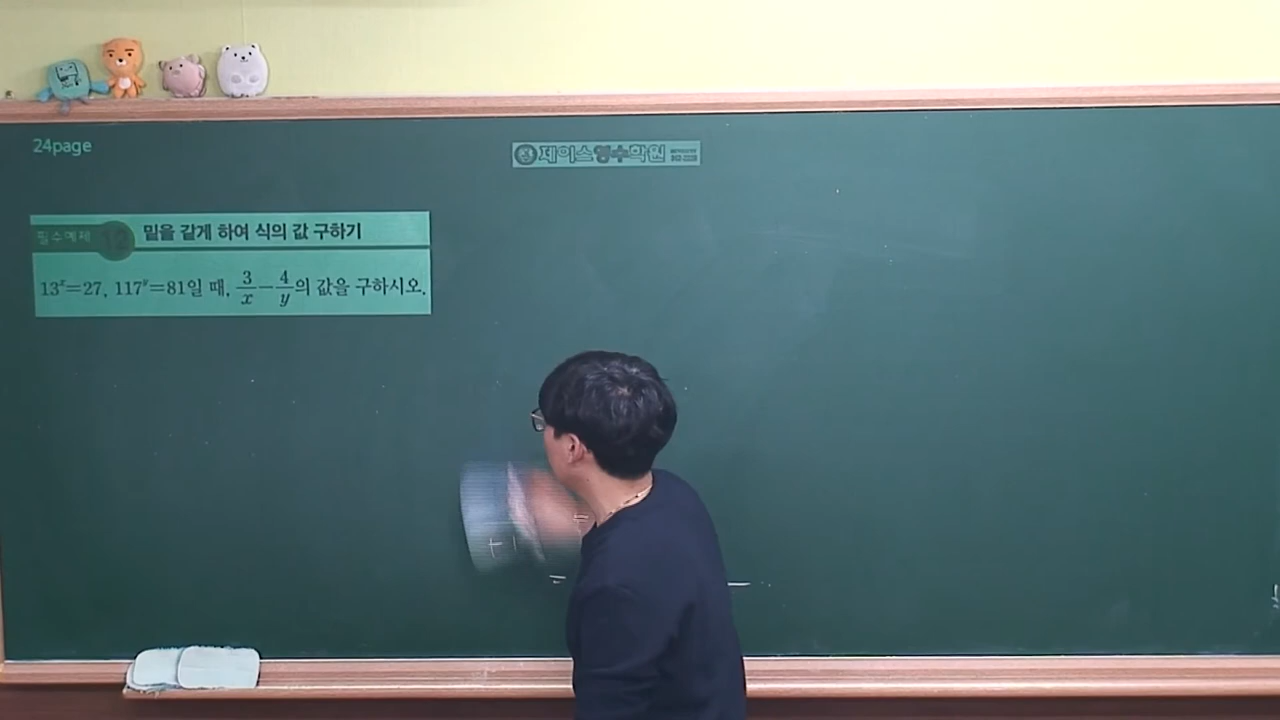 24page
제이스영수학원
필수예제 12 밑을 같게 하여 식의 값 구하기
13^x=27, 117^y=81일 때, 3/x - 4/y의 값을 구하시오.